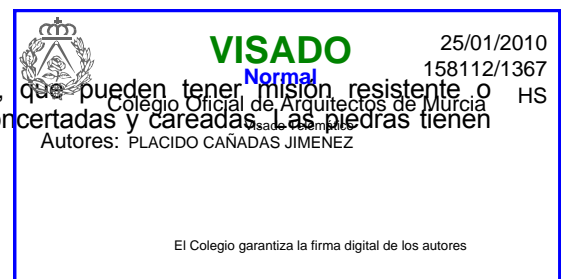 VISADO
25/01/2010
Normal
158112/1367
, que pueden tener misión resistente o
HS
Colegio Oficial de Arquitectos de Murcia
oncertadas y careadas. Las piedras tienen
Visado Telemático
Autores: PLACIDO CAÑADAS JIMENEZ
El Colegio garantiza la firma digital de los autores